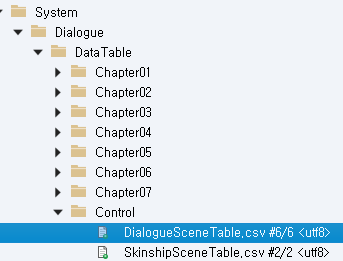 System
Dialogue
DataTable
Chapter01
Chapter02
Chapter03
Chapter04
Chapter05
Chapter06
Chapter07
Control
DialogueSceneTable.csv #6/6 <utf8>
SkinshipSceneTable.csv #2/2 <utf8>